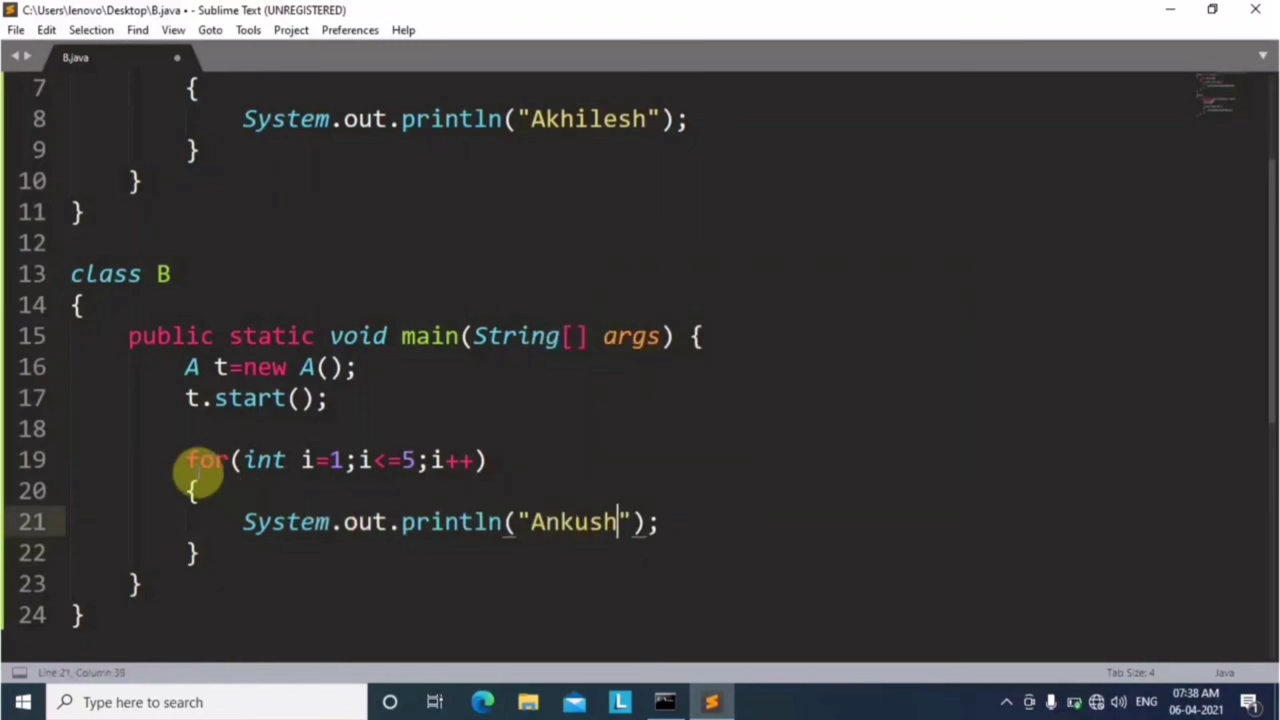 C:\Users\lenovo\Desktop\B.java • - Sublime Text (UNREGISTERED)
File Edit Selection Find View Goto Tools Project Preferences Help
B.java
7 {
8 System.out.println("Akhilesh");
9 }
10 }
11 }
12
13 class B
14 {
15 public static void main(String[] args) {
16 A t=new A();
17 t.start();
18
19 for(int i=1;i<=5;i++)
20 {
21 System.out.println("Ankush");
22 }
23 }
24 }
Line 21, Column 39 Tab Size: 4 Java
Type here to search L ENG 07:38 AM
06-04-2021 1